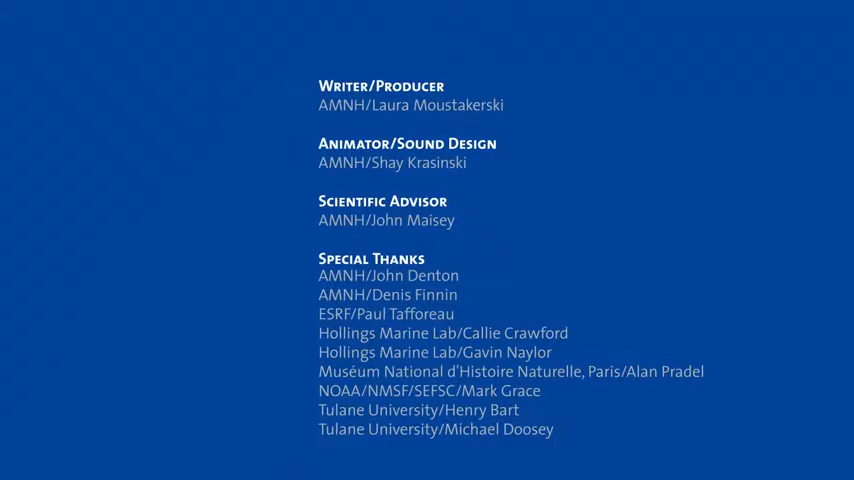 Writer/Producer
AMNH/Laura Moustakerski
Animator/Sound Design
AMNH/Shay Krasinski
Scientific Advisor
AMNH/John Maisey
Special Thanks
AMNH/John Denton
AMNH/Denis Finnin
ESRF/Paul Tafforeau
Hollings Marine Lab/Callie Crawford
Hollings Marine Lab/Gavin Naylor
Muséum National d'Histoire Naturelle, Paris/Alan Pradel
NOAA/NMSF/SEFSC/Mark Grace
Tulane University/Henry Bart
Tulane University/Michael Doosey